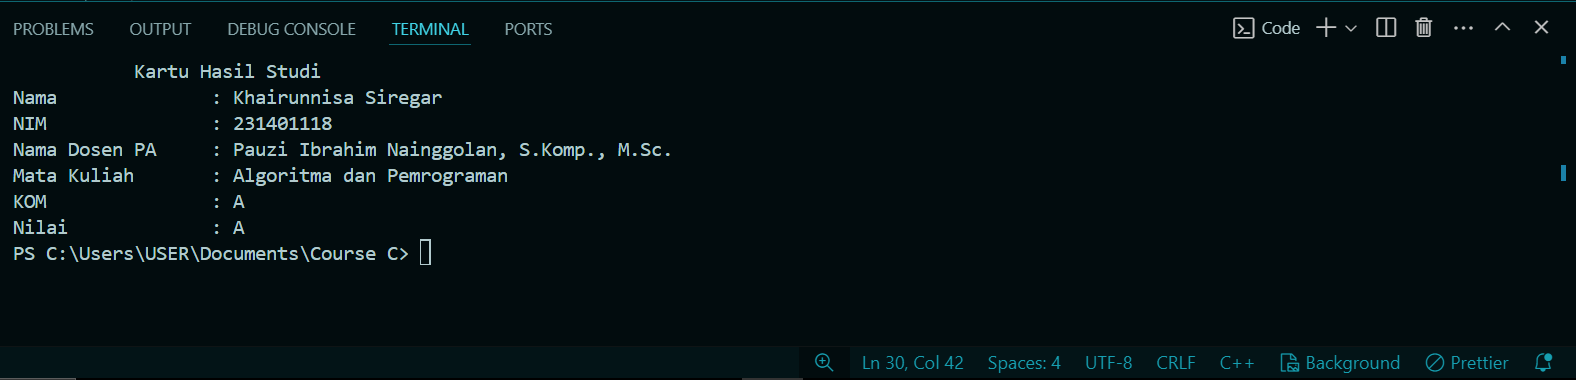 PROBLEMS OUTPUT DEBUG CONSOLE TERMINAL PORTS Code
Kartu Hasil Studi
Nama : Khairunnisa Siregar
NIM : 231401118
Nama Dosen PA : Pauzi Ibrahim Nainggolan, S.Komp., M.Sc.
Mata Kuliah : Algoritma dan Pemrograman
KOM : A
Nilai : A
PS C:\Users\USER\Documents\Course C>
Ln 30, Col 42 Spaces: 4 UTF-8 CRLF C++ Background Prettier